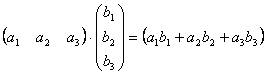 (a₁ a₂ a₃) · (b₁ b₂ b₃) = (a₁b₁ + a₂b₂ + a₃b₃)